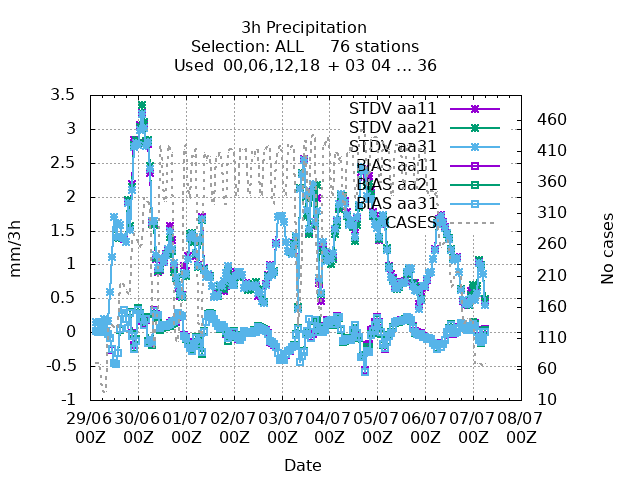 3h Precipitation
Selection: ALL 76 stations
Used 00,06,12,18 + 03 04 ... 36
STDV aa11
STDV aa21
STDV aa31
BIAS aa11
BIAS aa21
BIAS aa31
CASES
mm/3h
3.5
3
2.5
2
1.5
1
0.5
0
-0.5
-1
No cases
460
410
360
310
260
210
160
110
60
10
29/06 30/06 01/07 02/07 03/07 04/07 05/07 06/07 07/07 08/07
00Z 00Z 00Z 00Z 00Z 00Z 00Z 00Z 00Z 00Z
Date